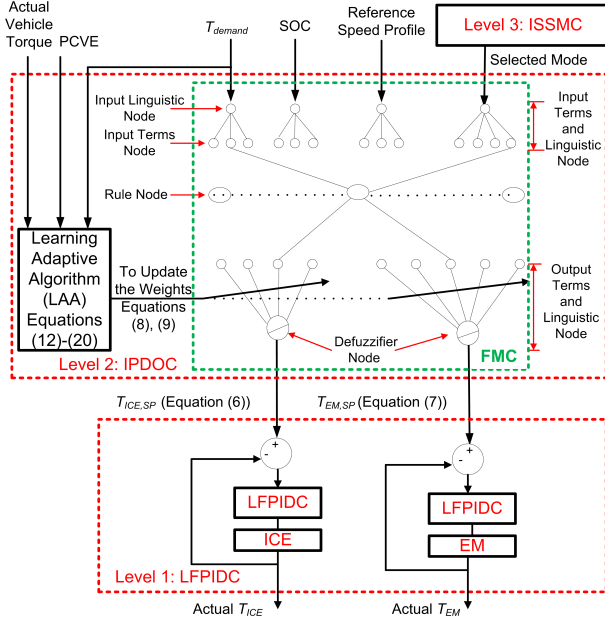 Actual
Vehicle
Torque
PCVE
T_demand
SOC
Reference
Speed Profile
Level 3: ISSMC
Selected Mode
Input Linguistic
Node
Input Terms
Node
Input
Terms
and
Linguistic
Node
Rule Node
Learning
Adaptive
Algorithm
(LAA)
Equations
(12)-(20)
To Update
the Weights
Equations
(8), (9)
Output
Terms
and
Linguistic
Node
Defuzzifier
Node
FMC
Level 2: IPDOC
T_ICE,SP (Equation (6))
T_EM,SP (Equation (7))
+
-
+
-
LFPIDC
LFPIDC
ICE
EM
Level 1: LFPIDC
Actual T_ICE
Actual T_EM